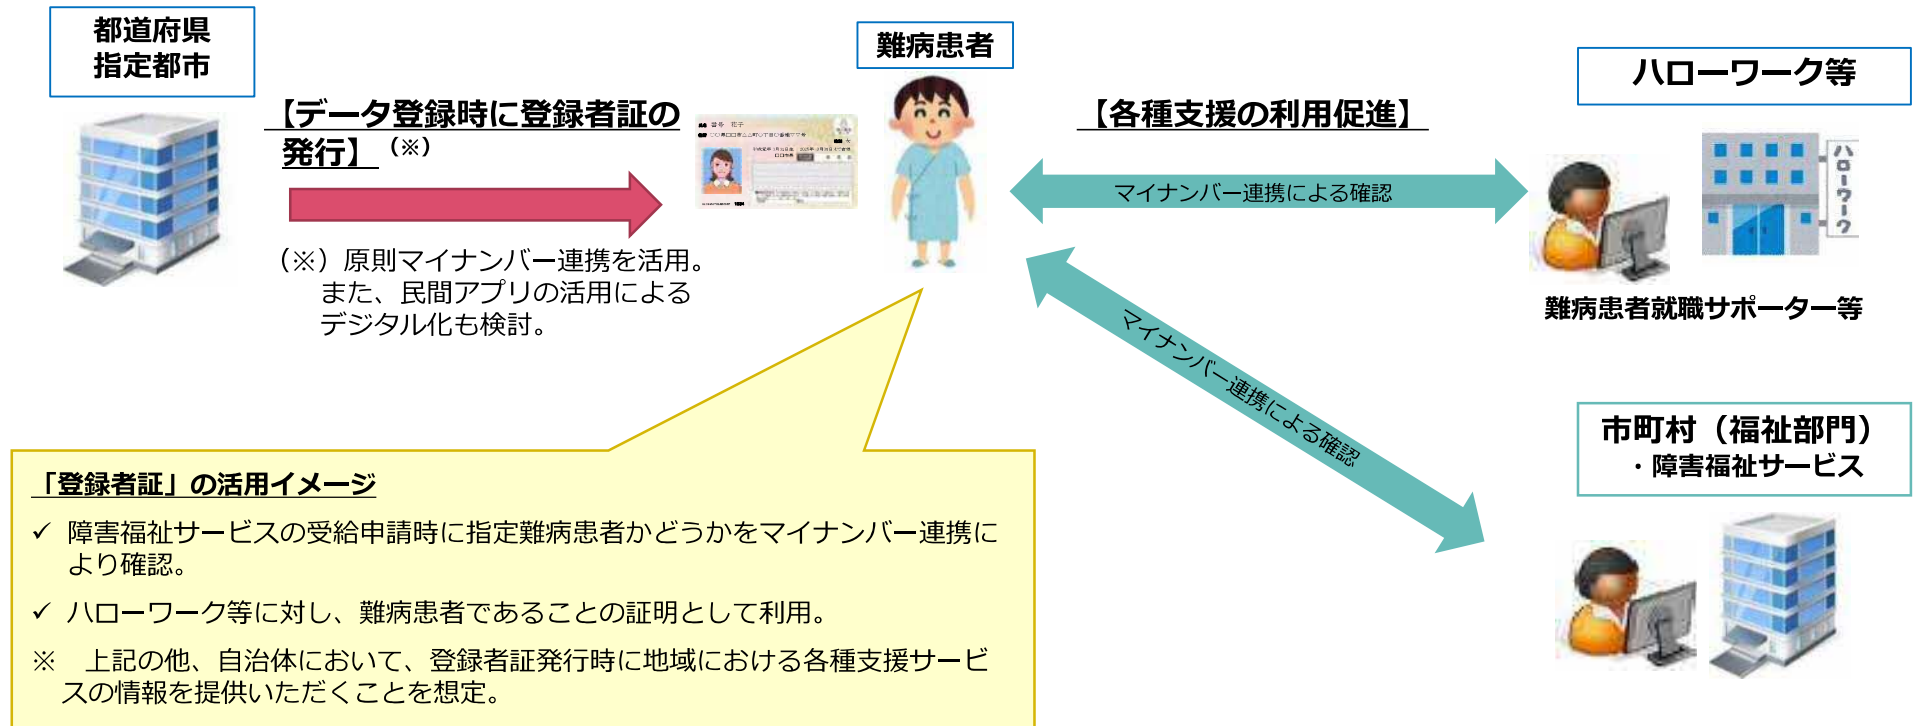 都道府県
指定都市
【データ登録時に登録者証の
発行】（※）
（※）原則マイナンバー連携を活用。
また、民間アプリの活用による
デジタル化も検討。
難病患者
番号 花子
【各種支援の利用促進】
マイナンバー連携による確認
マイナンバー連携による確認
ハローワーク等
ハローワーク
難病患者就職サポーター等
市町村（福祉部門）
・障害福祉サービス
「登録者証」の活用イメージ
✓ 障害福祉サービスの受給申請時に指定難病患者かどうかをマイナンバー連携に
より確認。
✓ ハローワーク等に対し、難病患者であることの証明として利用。
※ 上記の他、自治体において、登録者証発行時に地域における各種支援サービ
スの情報を提供いただくことを想定。